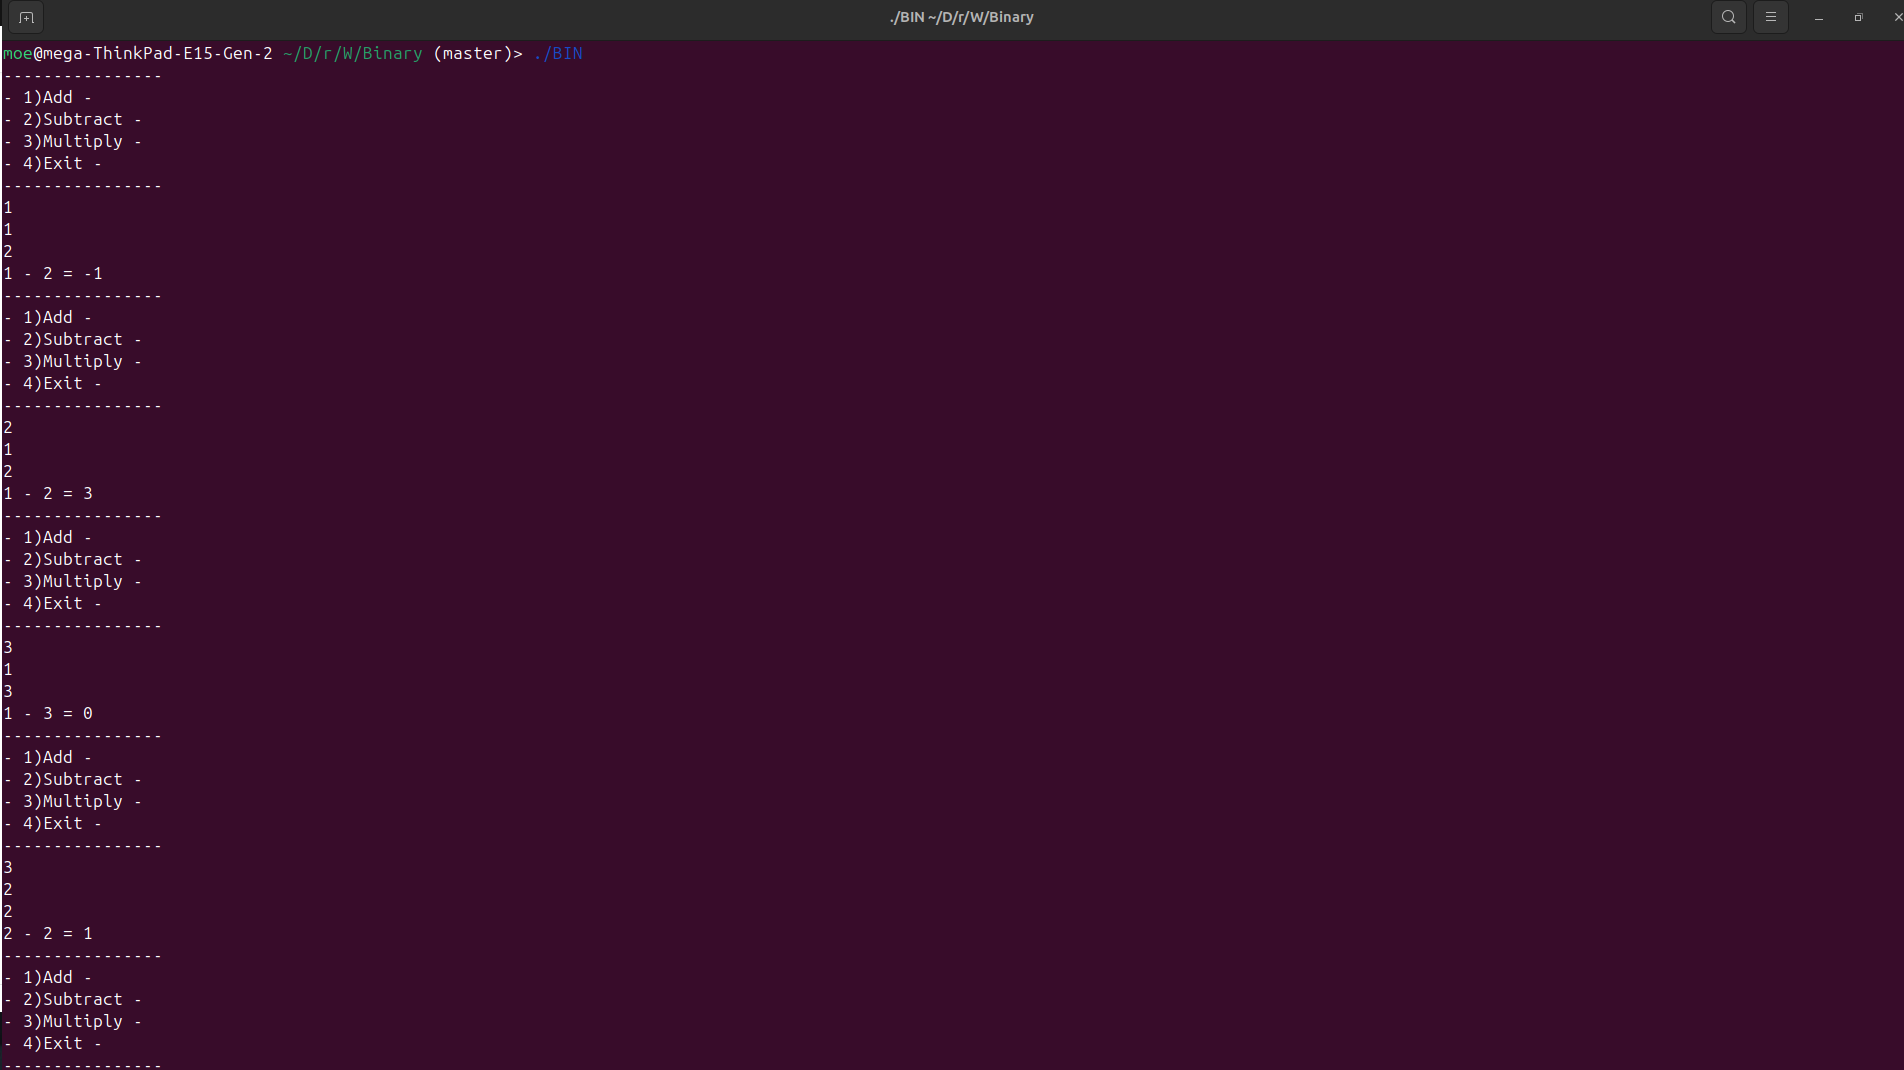 ./BIN ~/D/r/W/Binary
moe@mega-ThinkPad-E15-Gen-2 ~/D/r/W/Binary (master)> ./BIN
----------------
- 1)Add -
- 2)Subtract -
- 3)Multiply -
- 4)Exit -
----------------
1
1
2
1 - 2 = -1
----------------
- 1)Add -
- 2)Subtract -
- 3)Multiply -
- 4)Exit -
----------------
2
1
2
1 - 2 = 3
----------------
- 1)Add -
- 2)Subtract -
- 3)Multiply -
- 4)Exit -
----------------
3
1
3
1 - 3 = 0
----------------
- 1)Add -
- 2)Subtract -
- 3)Multiply -
- 4)Exit -
----------------
3
2
2
2 - 2 = 1
----------------
- 1)Add -
- 2)Subtract -
- 3)Multiply -
- 4)Exit -
----------------